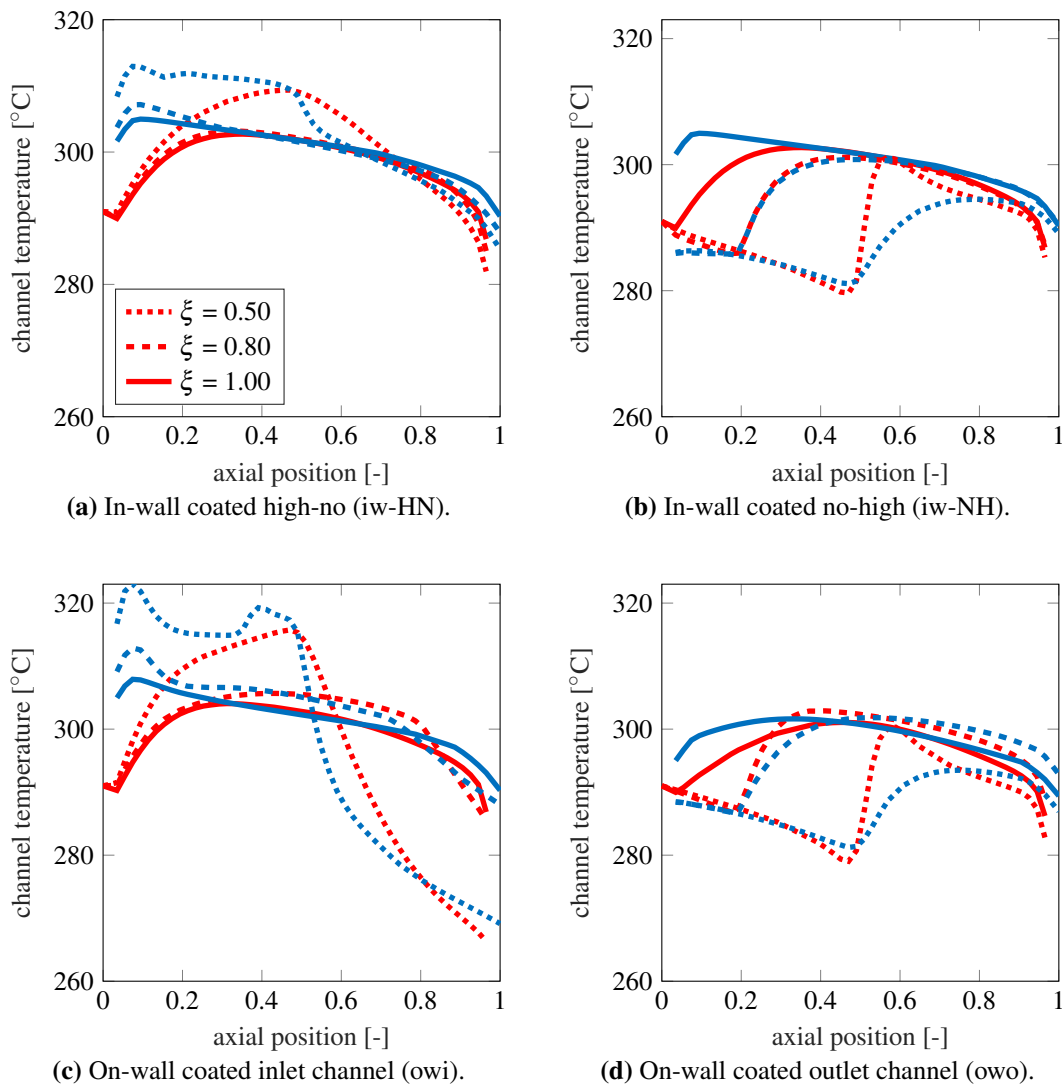 320
300
280
260
channel temperature [°C]
ξ = 0.50
ξ = 0.80
ξ = 1.00
0 0.2 0.4 0.6 0.8 1
axial position [-]
(a) In-wall coated high-no (iw-HN).
320
300
280
260
channel temperature [°C]
0 0.2 0.4 0.6 0.8 1
axial position [-]
(b) In-wall coated no-high (iw-NH).
320
300
280
260
channel temperature [°C]
0 0.2 0.4 0.6 0.8 1
axial position [-]
(c) On-wall coated inlet channel (owi).
320
300
280
260
channel temperature [°C]
0 0.2 0.4 0.6 0.8 1
axial position [-]
(d) On-wall coated outlet channel (owo).